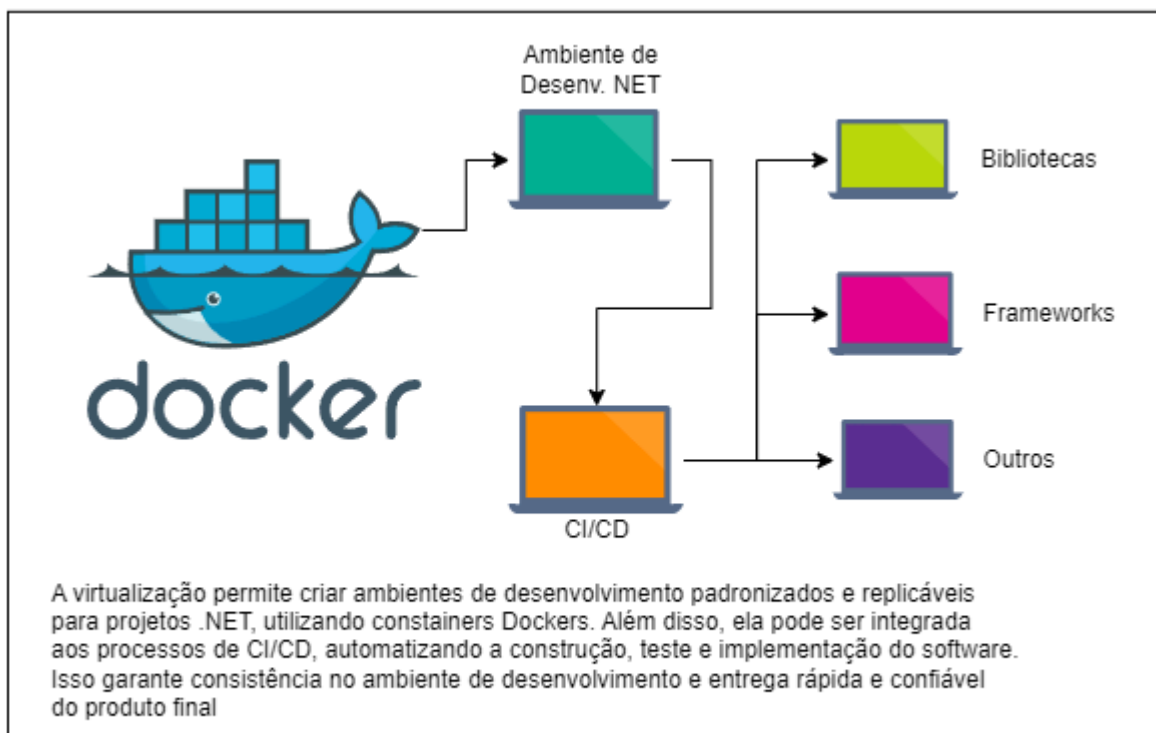 Ambiente de
Desenv. NET
Bibliotecas
docker
Frameworks
Outros
CI/CD
A virtualização permite criar ambientes de desenvolvimento padronizados e replicáveis
para projetos .NET, utilizando constainers Dockers. Além disso, ela pode ser integrada
aos processos de CI/CD, automatizando a construção, teste e implementação do software.
Isso garante consistência no ambiente de desenvolvimento e entrega rápida e confiável
do produto final